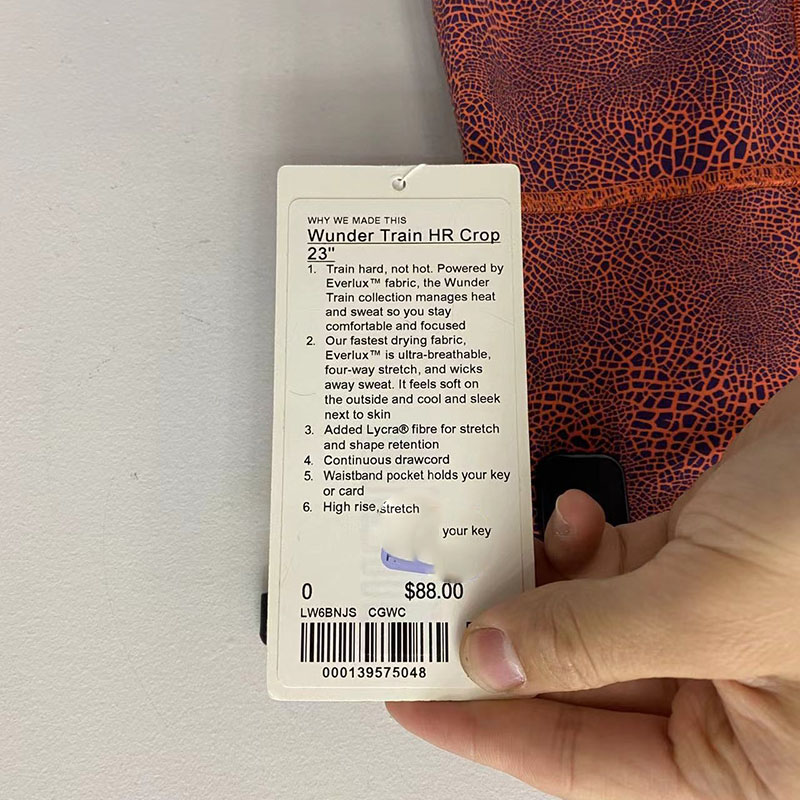 WHY WE MADE THIS
Wunder Train HR Crop
23"
1. Train hard, not hot. Powered by
Everlux™ fabric, the Wunder
Train collection manages heat
and sweat so you stay
comfortable and focused
2. Our fastest drying fabric,
Everlux™ is ultra-breathable,
four-way stretch, and wicks
away sweat. It feels soft on
the outside and cool and sleek
next to skin
3. Added Lycra® fibre for stretch
and shape retention
4. Continuous drawcord
5. Waistband pocket holds your key
or card
6. High rise, stretch
your key
0 $88.00
LW6BNJS CGWC
000139575048